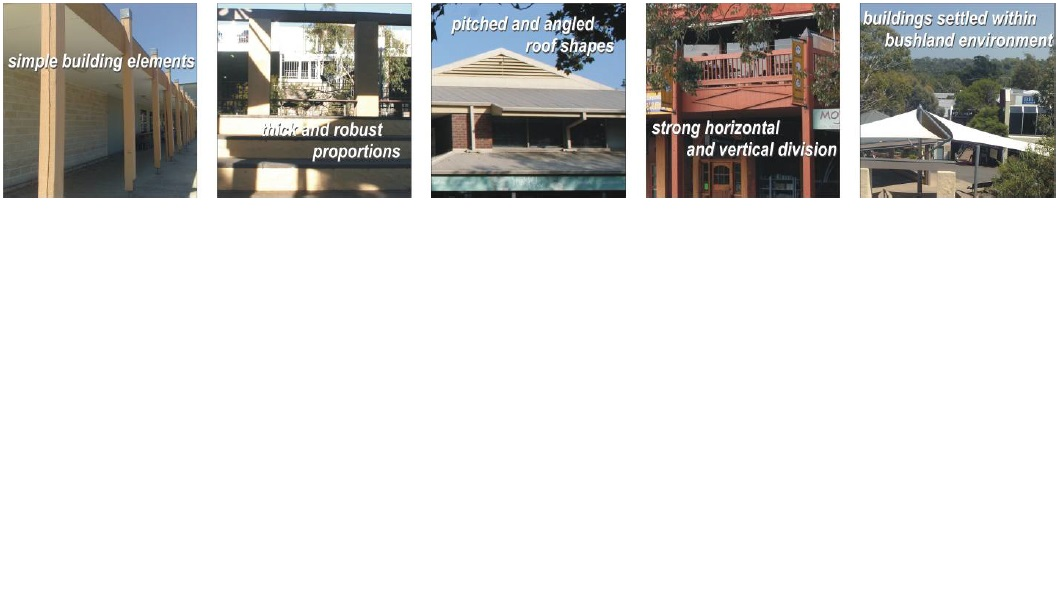 simple building elements
thick and robust
proportions
pitched and angled
roof shapes
strong horizontal
and vertical division
MO
buildings settled within
bushland environment